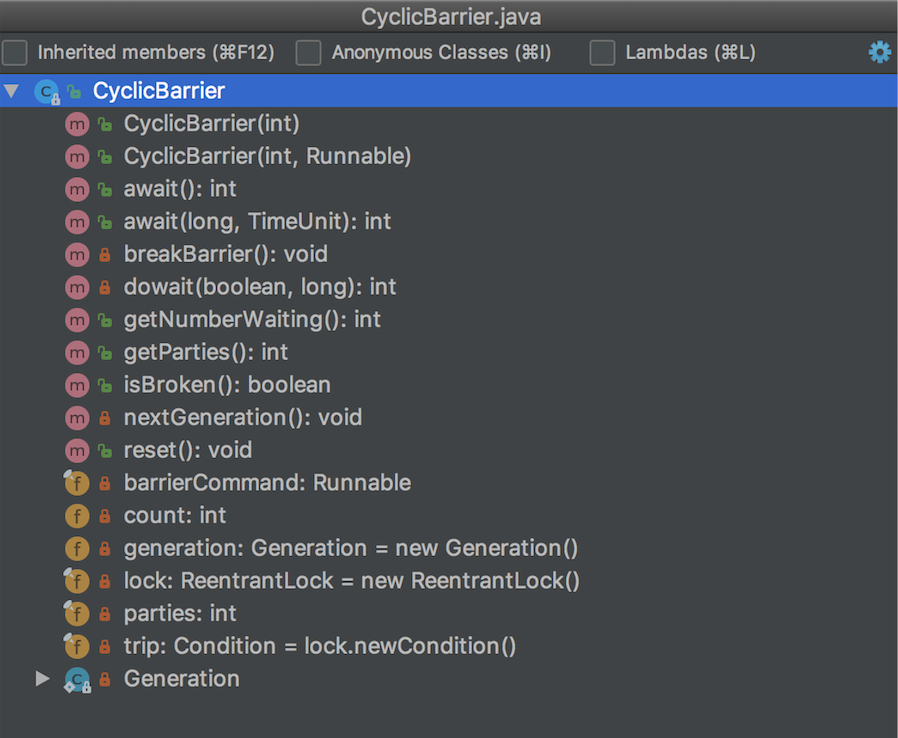 CyclicBarrier.java
Inherited members (⌘F12) Anonymous Classes (⌘I) Lambdas (⌘L)
C CyclicBarrier
m CyclicBarrier(int)
m CyclicBarrier(int, Runnable)
m await(): int
m await(long, TimeUnit): int
m breakBarrier(): void
m dowait(boolean, long): int
m getNumberWaiting(): int
m getParties(): int
m isBroken(): boolean
m nextGeneration(): void
m reset(): void
f barrierCommand: Runnable
f count: int
f generation: Generation = new Generation()
f lock: ReentrantLock = new ReentrantLock()
f parties: int
f trip: Condition = lock.newCondition()
C Generation